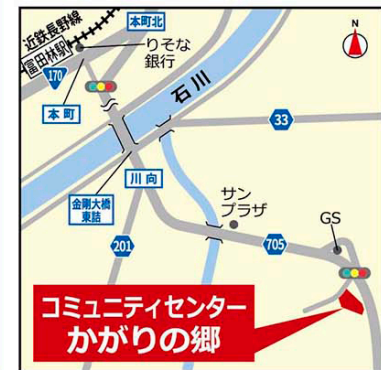 本町北
N
近鉄長野線
富田林駅
りそな
銀行
170
本町
石川
33
川向
金剛大橋
東詰
サン
プラザ
GS
201
705
コミュニティセンター
かがりの郷